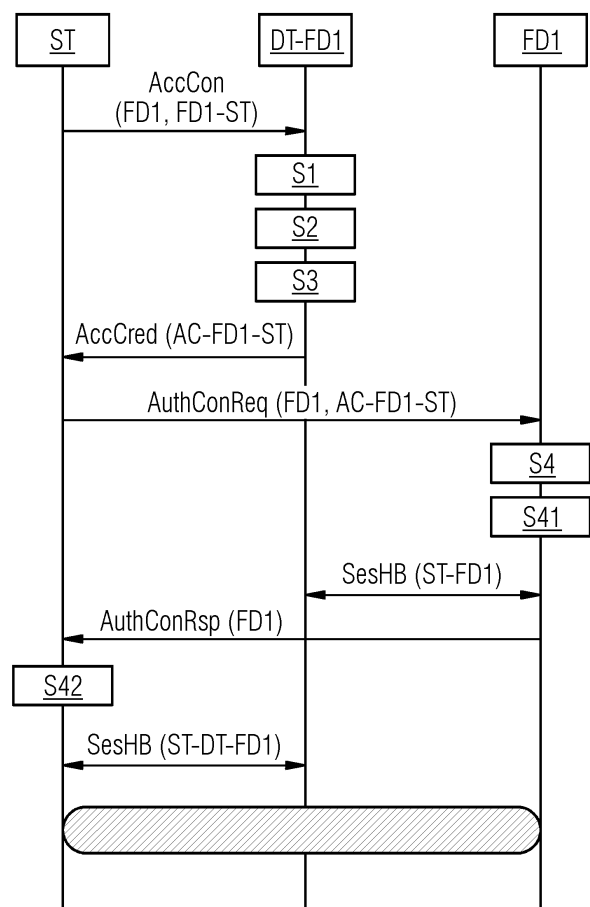 ST
DT-FD1
FD1
AccCon
(FD1, FD1-ST)
S1
S2
S3
AccCred (AC-FD1-ST)
AuthConReq (FD1, AC-FD1-ST)
S4
S41
SesHB (ST-FD1)
AuthConRsp (FD1)
S42
SesHB (ST-DT-FD1)